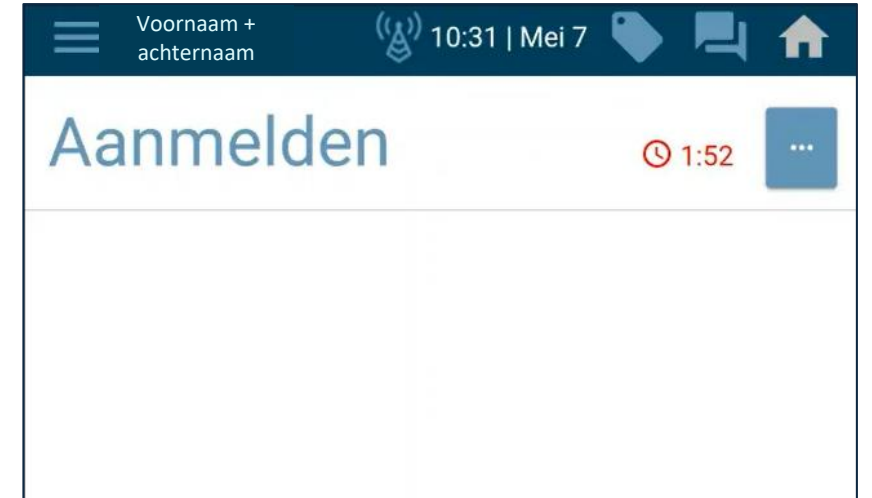 Voornaam +
achternaam
10:31 | Mei 7
Aanmelden
1:52
...